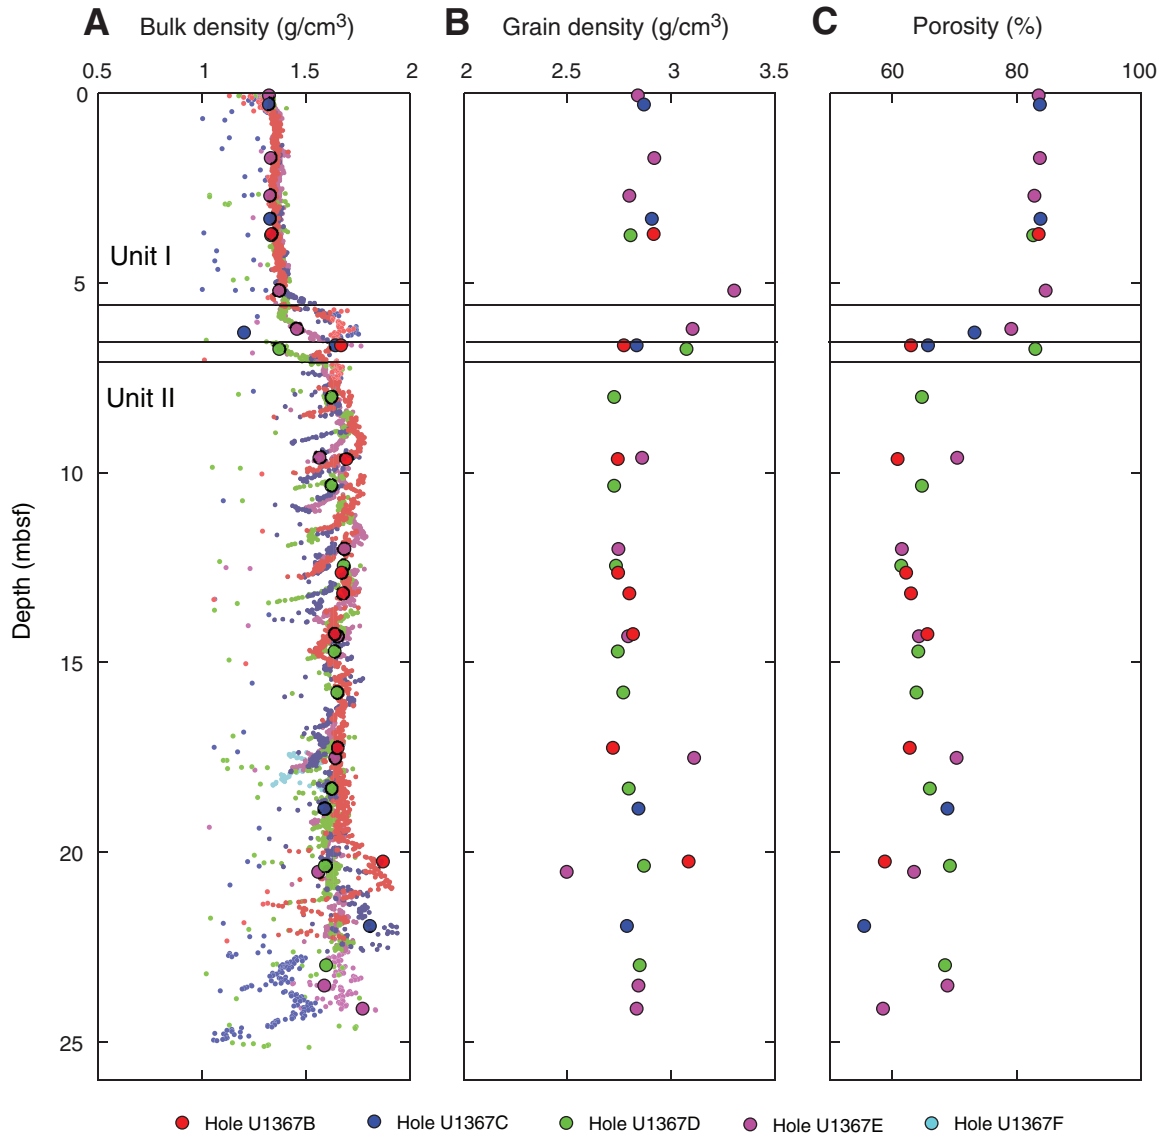 A Bulk density (g/cm3) B Grain density (g/cm3) C Porosity (%)
0.5 1 1.5 2 2 2.5 3 3.5 60 80 100
0
Unit I
5
Unit II
10
Depth (mbsf)
15
20
25
Hole U1367B Hole U1367C Hole U1367D Hole U1367E Hole U1367F